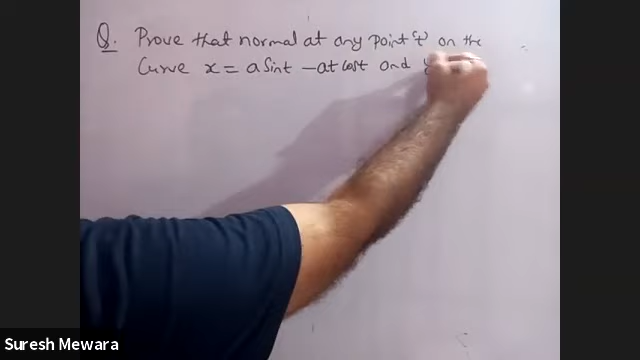 Q. Prove that normal at any point 't' on the
Curve x = a Sint - at cost and y
Suresh Mewara